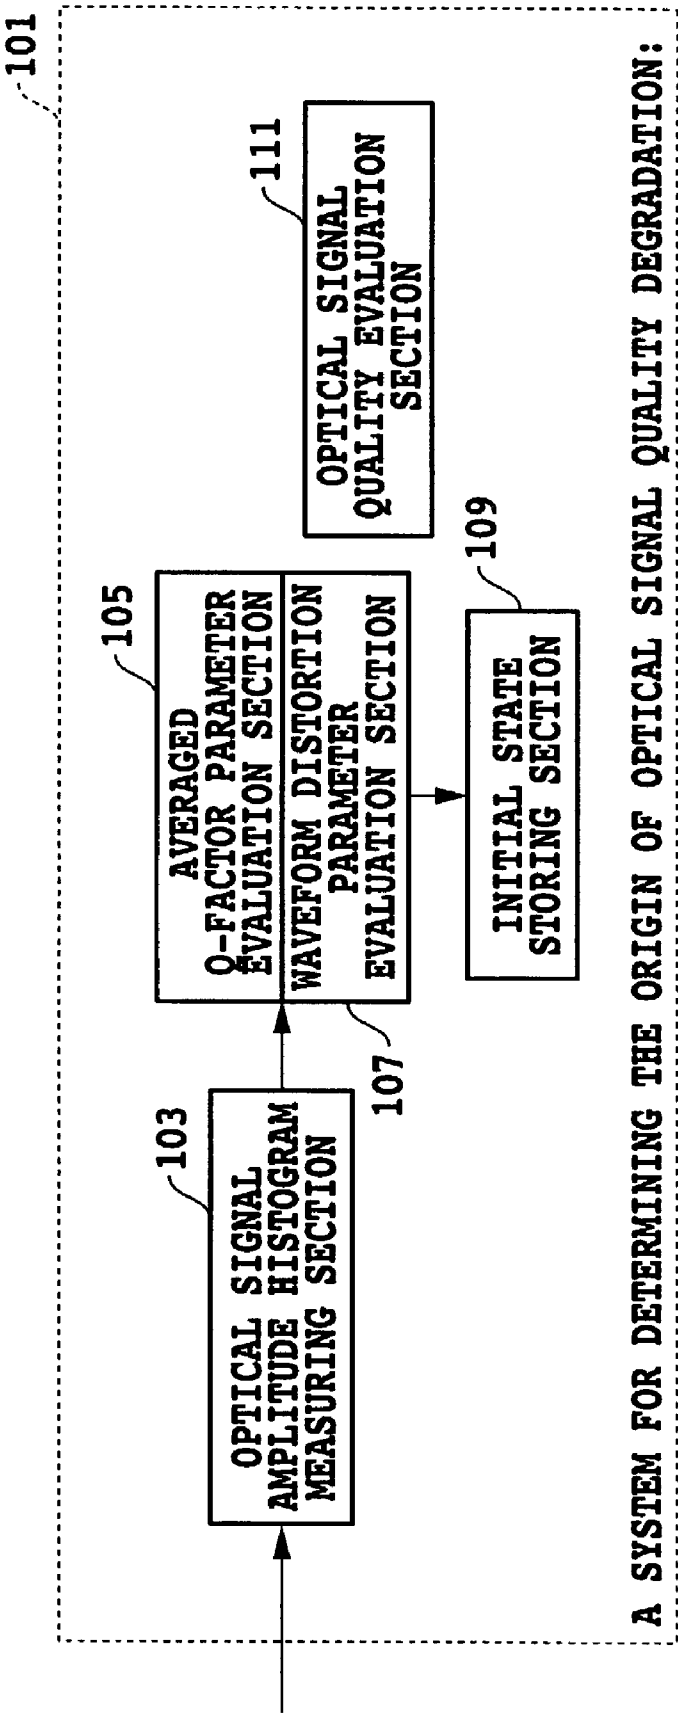 101
103
OPTICAL SIGNAL
AMPLITUDE HISTOGRAM
MEASURING SECTION
105
AVERAGED
Q-FACTOR PARAMETER
EVALUATION SECTION
WAVEFORM DISTORTION
PARAMETER
EVALUATION SECTION
107
111
OPTICAL SIGNAL
QUALITY EVALUATION
SECTION
109
INITIAL STATE
STORING SECTION
A SYSTEM FOR DETERMINING THE ORIGIN OF OPTICAL SIGNAL QUALITY DEGRADATION: